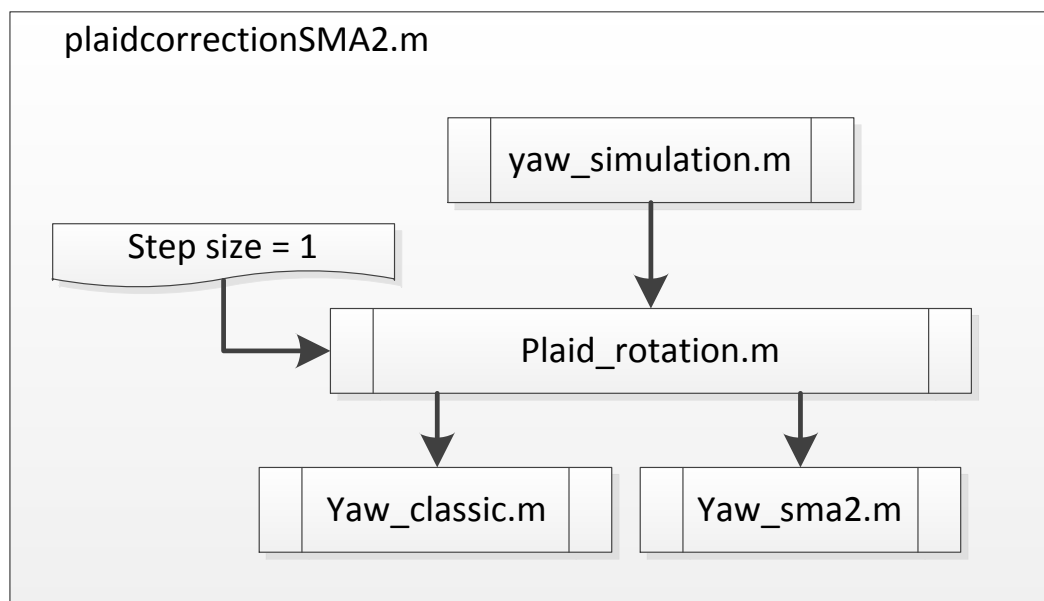 plaidcorrectionSMA2.m
yaw_simulation.m
Step size = 1
Plaid_rotation.m
Yaw_classic.m
Yaw_sma2.m